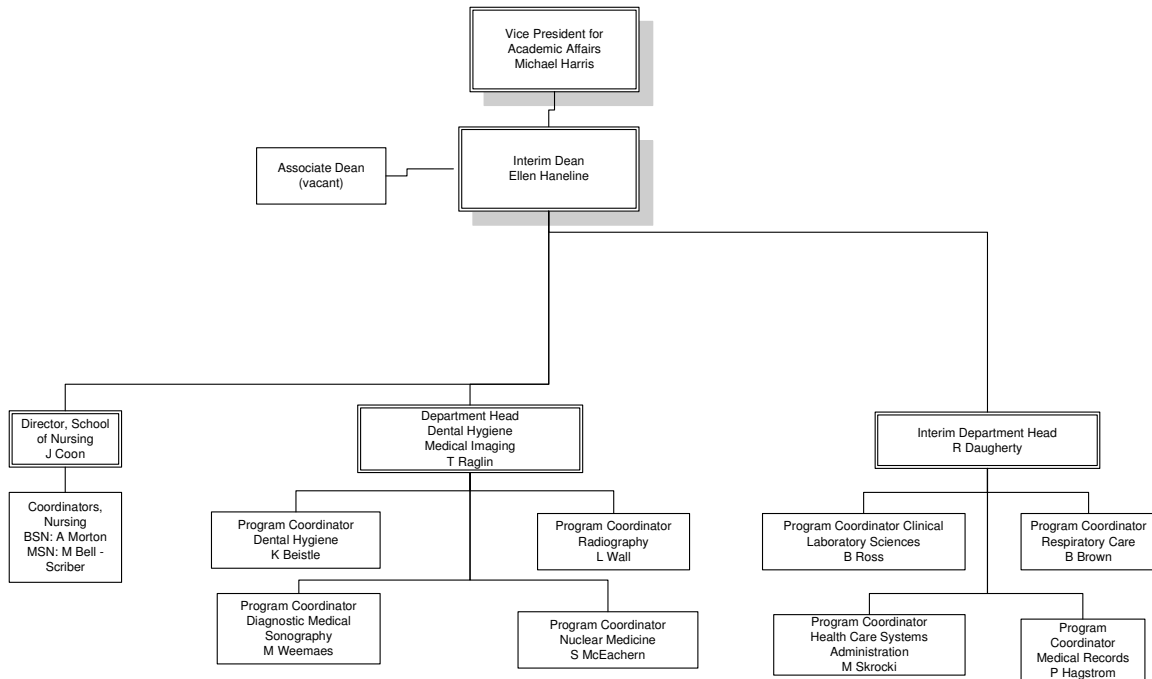 Vice President for
Academic Affairs
Michael Harris
Interim Dean
Ellen Haneline
Associate Dean
(vacant)
Director, School
of Nursing
J Coon
Department Head
Dental Hygiene
Medical Imaging
T Raglin
Interim Department Head
R Daugherty
Coordinators,
Nursing
BSN: A Morton
MSN: M Bell -
Scriber
Program Coordinator
Dental Hygiene
K Beistle
Program Coordinator
Radiography
L Wall
Program Coordinator Clinical
Laboratory Sciences
B Ross
Program Coordinator
Respiratory Care
B Brown
Program Coordinator
Diagnostic Medical
Sonography
M Weemaes
Program Coordinator
Nuclear Medicine
S McEachern
Program Coordinator
Health Care Systems
Administration
M Skrocki
Program
Coordinator
Medical Records
P Hagstrom